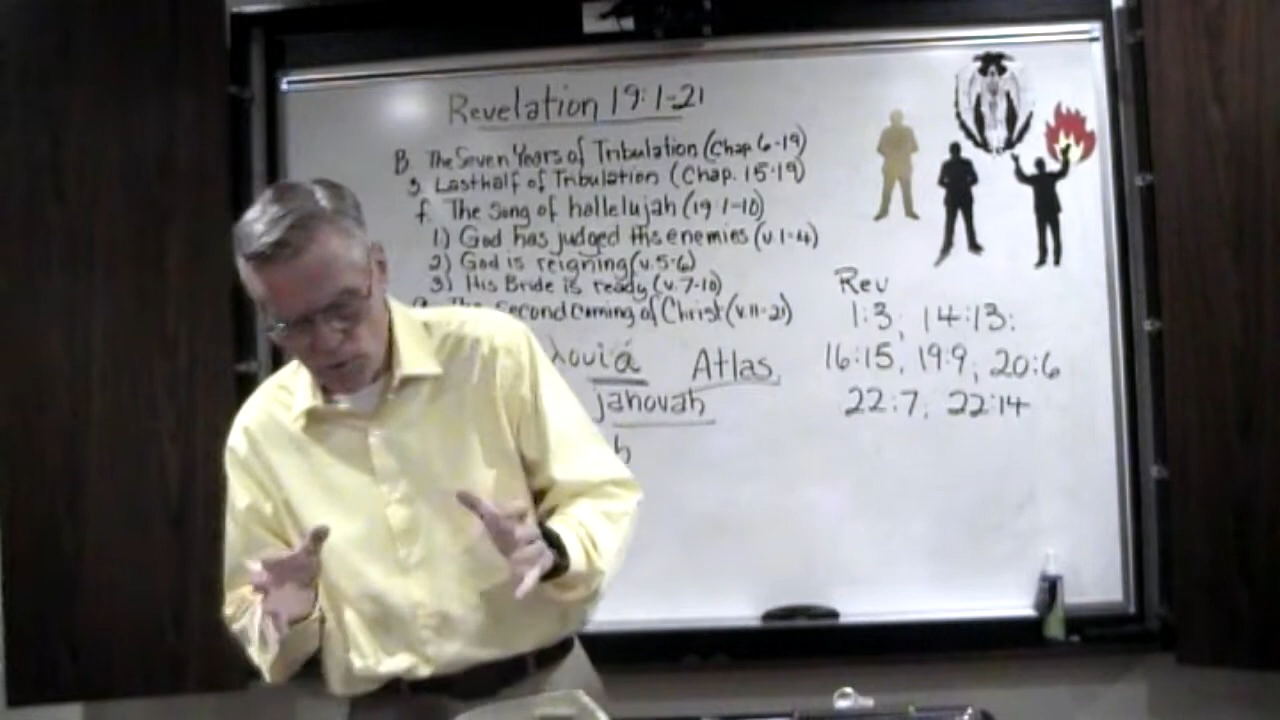 Revelation 19:1-21
B. The Seven Years of Tribulation (Chap 6-19)
3. Last half of Tribulation (Chap. 15-19)
f. The Song of hallelujah (19:1-10)
1.) God has judged his enemies (v.1-4)
2) God is reigning (v.5-6)
3) His Bride is ready (v.7-10)
Second Coming of Christ (v.11-21)
Atlas
jahovah
Rev
1:3; 14:13;
16:15, 19:9, 20:6
22:7, 22:14